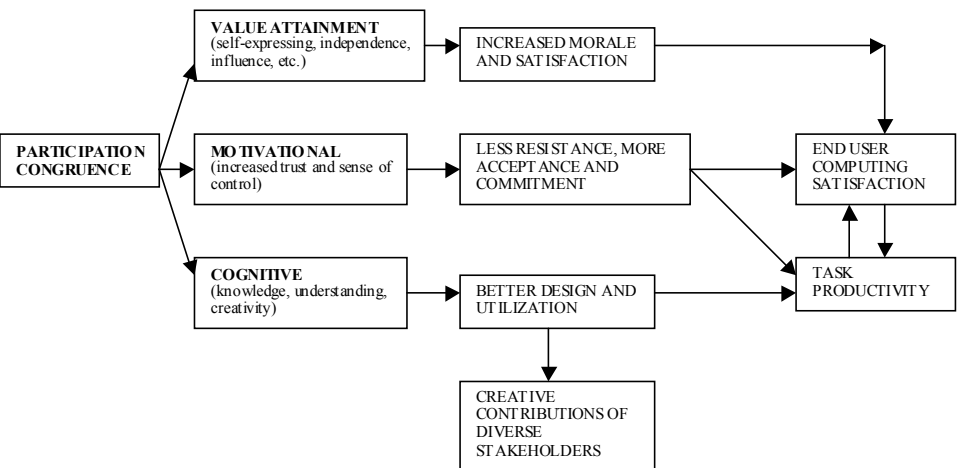 VALUE ATTAINMENT
(self-expressing, independence,
influence, etc.)
INCREASED MORALE
AND SATISFACTION
PARTICIPATION
CONGRUENCE
MOTIVATIONAL
(increased trust and sense of
control)
LESS RESISTANCE, MORE
ACCEPTANCE AND
COMMITMENT
END USER
COMPUTING
SATISFACTION
COGNITIVE
(knowledge, understanding,
creativity)
BETTER DESIGN AND
UTILIZATION
TASK
PRODUCTIVITY
CREATIVE
CONTRIBUTIONS OF
DIVERSE
STAKEHOLDERS